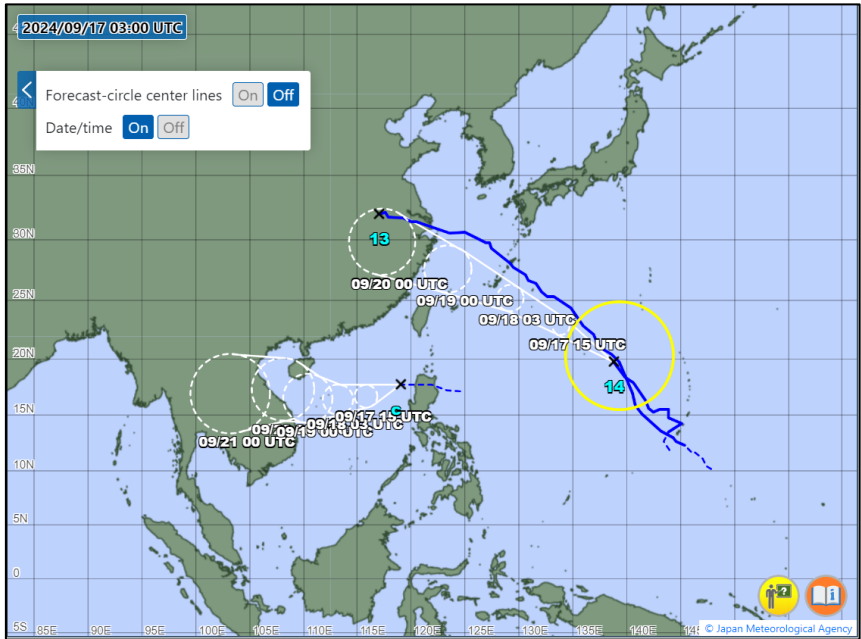 2024/09/17 03:00 UTC
Forecast-circle center lines On Off
Date/time On Off
35N
13
30N
09/20 00 UTC
09/19 00 UTC
25N
09/18 03 UTC
09/17 15 UTC
20N
14
15N
C
09/17 15 UTC
09/18 03 UTC
09/19 00 UTC
09/21 00 UTC
10N
5N
0
5S 85E 90E 100E 105E 110E 115E 120E 125E 130E 135E 140E
© Japan Meteorological Agency